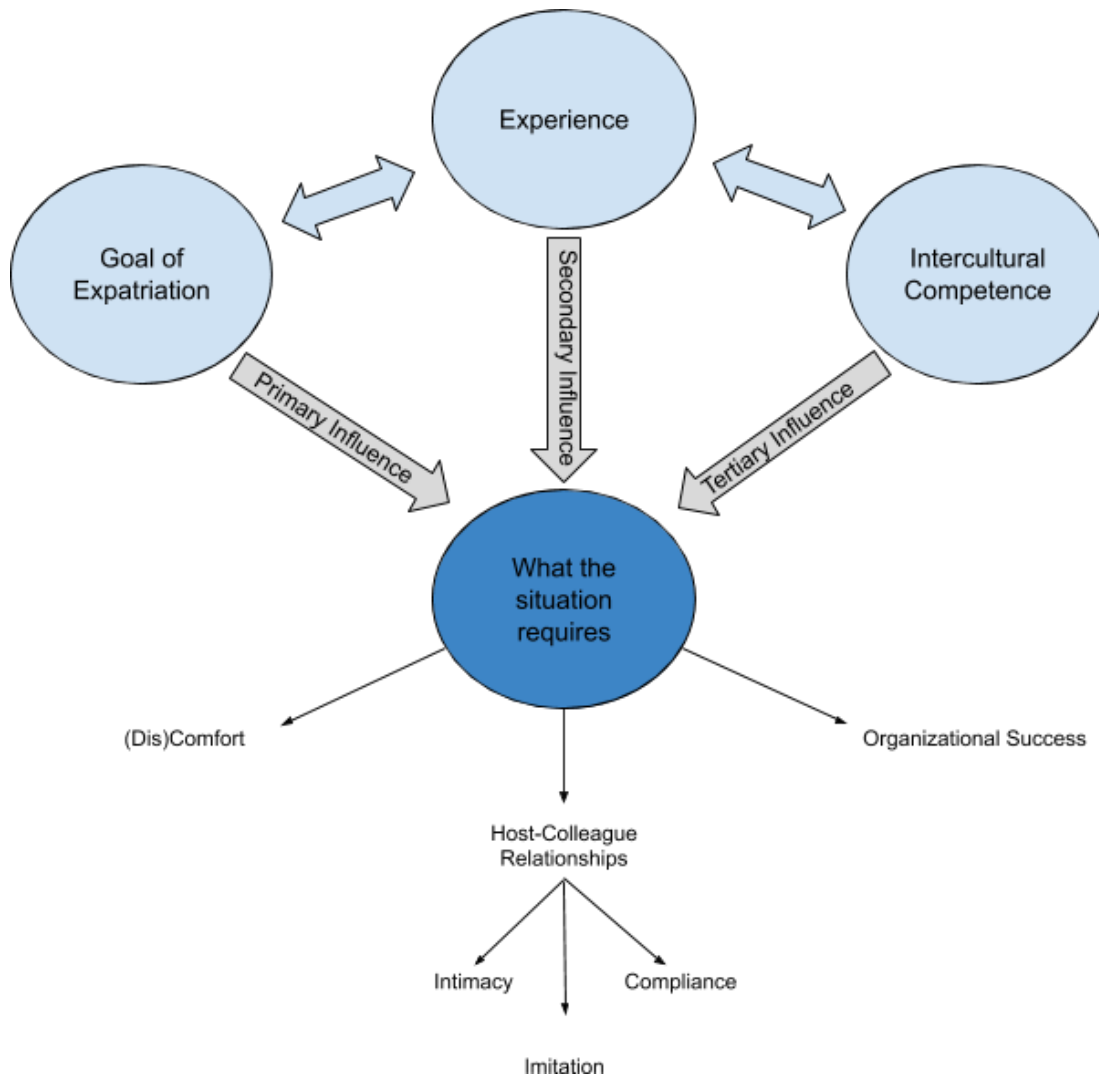 Experience
Goal of
Expatriation
Intercultural
Competence
Secondary Influence
Primary Influence
Tertiary Influence
What the
situation
requires
(Dis)Comfort
Organizational Success
Host-Colleague
Relationships
Intimacy
Compliance
Imitation